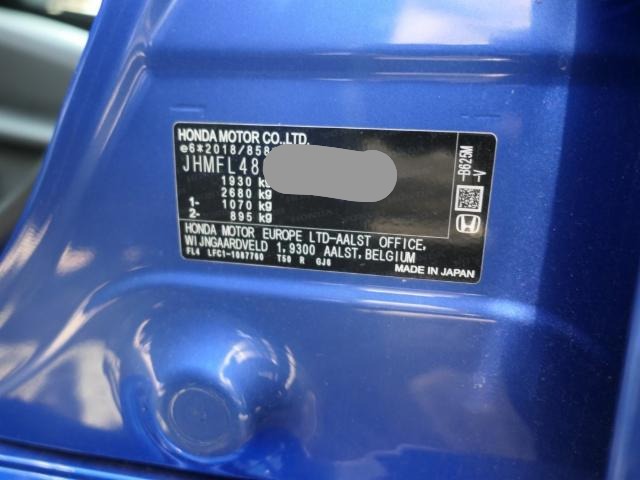 HONDA MOTOR CO.,LTD.
e6*2018/858
JHMFL48
1930 kg
2680 kg
1- 1070 kg
2- 895 kg
HONDA MOTOR EUROPE LTD-AALST OFFICE,
WIJNGAARDVELD 1,9300 AALST,BELGIUM
FL4 LFC1-1087760 T50 R GJ6
MADE IN JAPAN
-B625M
-V